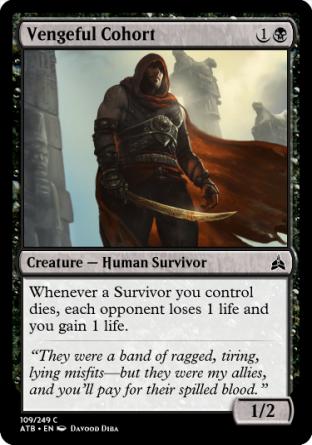 Vengeful Cohort 1
Creature — Human Survivor
Whenever a Survivor you control
dies, each opponent loses 1 life and
you gain 1 life.
“They were a band of ragged, tiring,
lying misfits—but they were my allies,
and you’ll pay for their spilled blood.”
1/2
109/249 C
ATB • EN Davood Diba